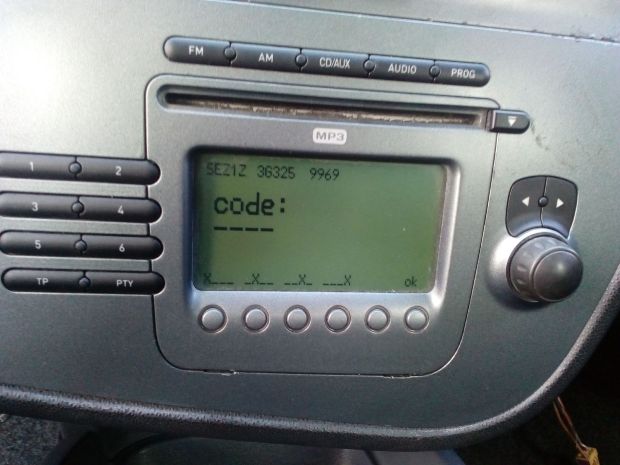 FM AM CD/AUX AUDIO PROG
MP3
1 2
SEZ1Z 3G325 9969
code:
3 4
----
5 6
TP PTY
X___ _X__ __X_ ___X ok